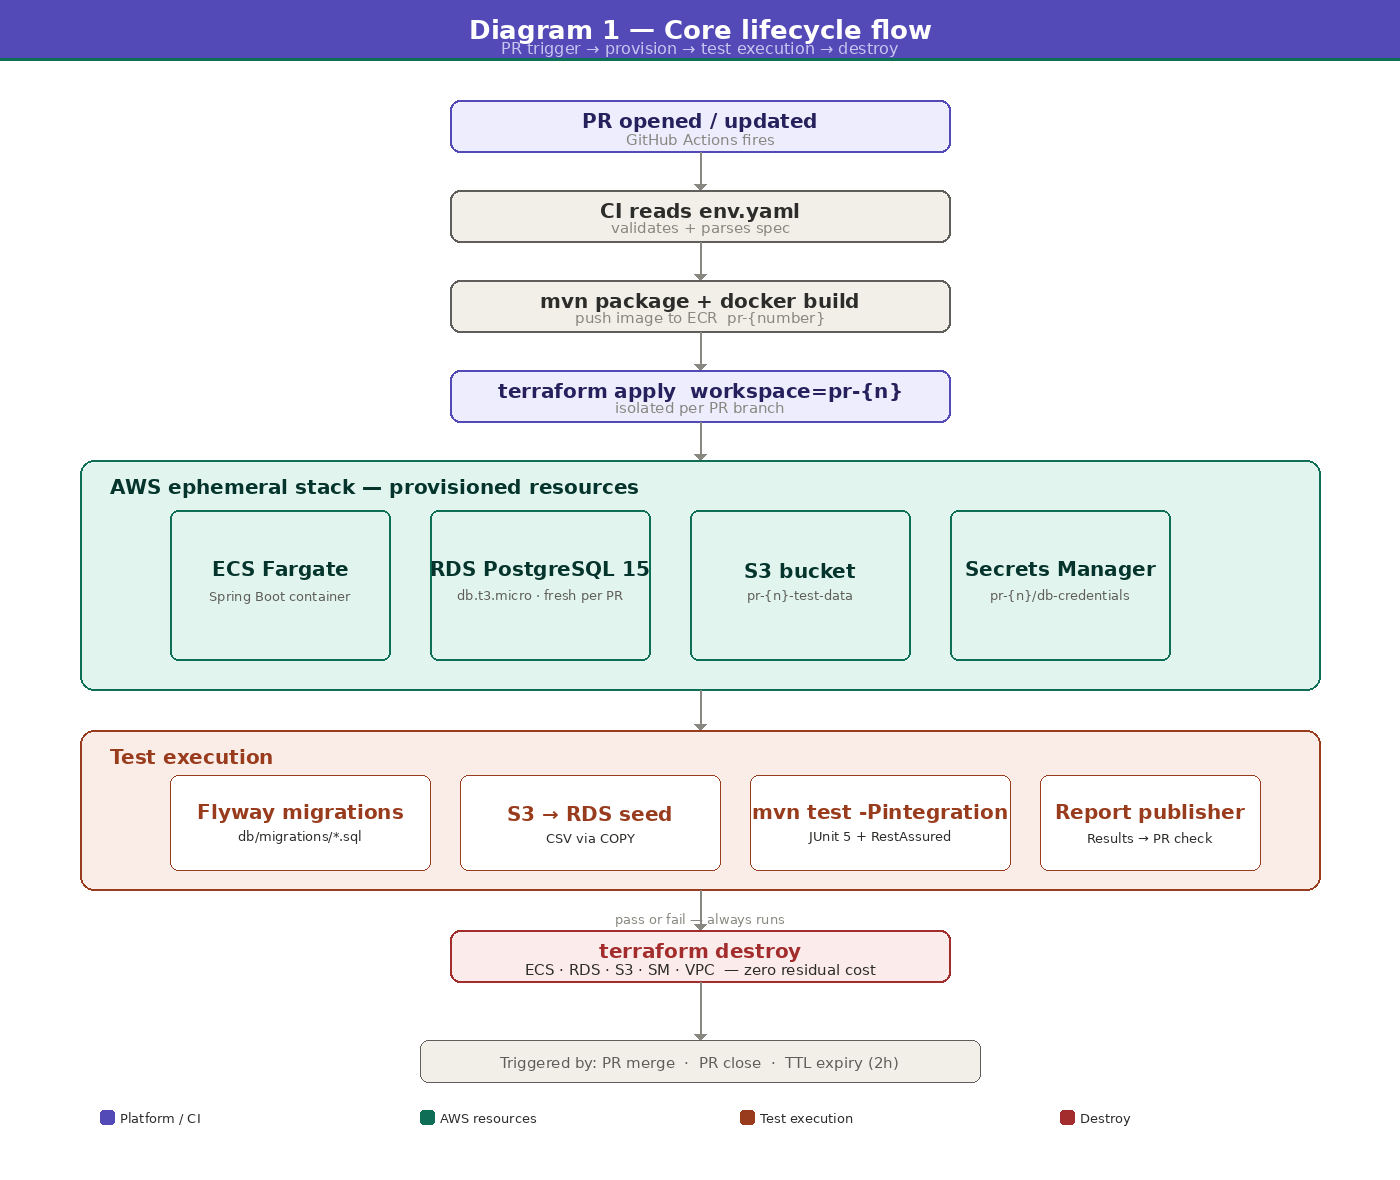 Diagram 1 — Core lifecycle flow
PR trigger → provision → test execution → destroy
PR opened / updated
GitHub Actions fires
CI reads env.yaml
validates + parses spec
mvn package + docker build
push image to ECR  pr-{number}
terraform apply  workspace=pr-{n}
isolated per PR branch
AWS ephemeral stack — provisioned resources
ECS Fargate
Spring Boot container
RDS PostgreSQL 15
db.t3.micro · fresh per PR
S3 bucket
pr-{n}-test-data
Secrets Manager
pr-{n}/db-credentials
Test execution
Flyway migrations
db/migrations/*.sql
S3 → RDS seed
CSV via COPY
mvn test -Pintegration
JUnit 5 + RestAssured
Report publisher
Results → PR check
pass or fail — always runs
terraform destroy
ECS · RDS · S3 · SM · VPC  — zero residual cost
Triggered by: PR merge  ·  PR close  ·  TTL expiry (2h)
Platform / CI
AWS resources
Test execution
Destroy